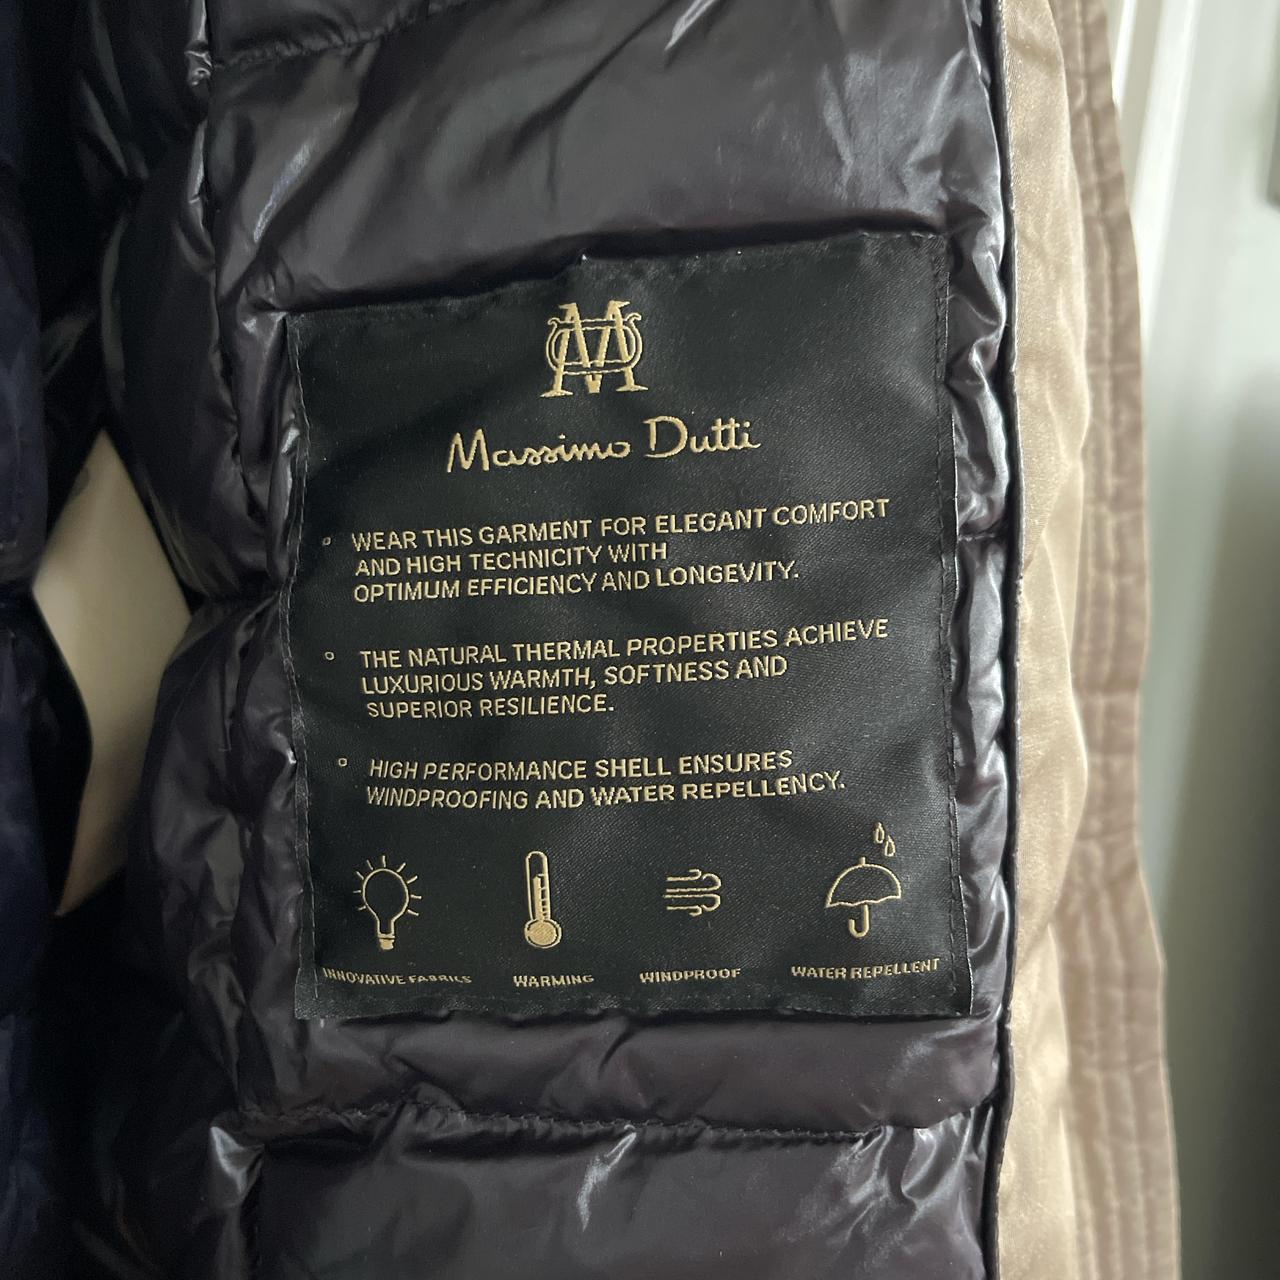 M
Massimo Dutti
WEAR THIS GARMENT FOR ELEGANT COMFORT
AND HIGH TECHNICITY WITH
OPTIMUM EFFICIENCY AND LONGEVITY.
THE NATURAL THERMAL PROPERTIES ACHIEVE
LUXURIOUS WARMTH, SOFTNESS AND
SUPERIOR RESILIENCE.
HIGH PERFORMANCE SHELL ENSURES
WINDPROOFING AND WATER REPELLENCY.
INNOVATIVE FABRICS WARMING WINDPROOF WATER REPELLENT